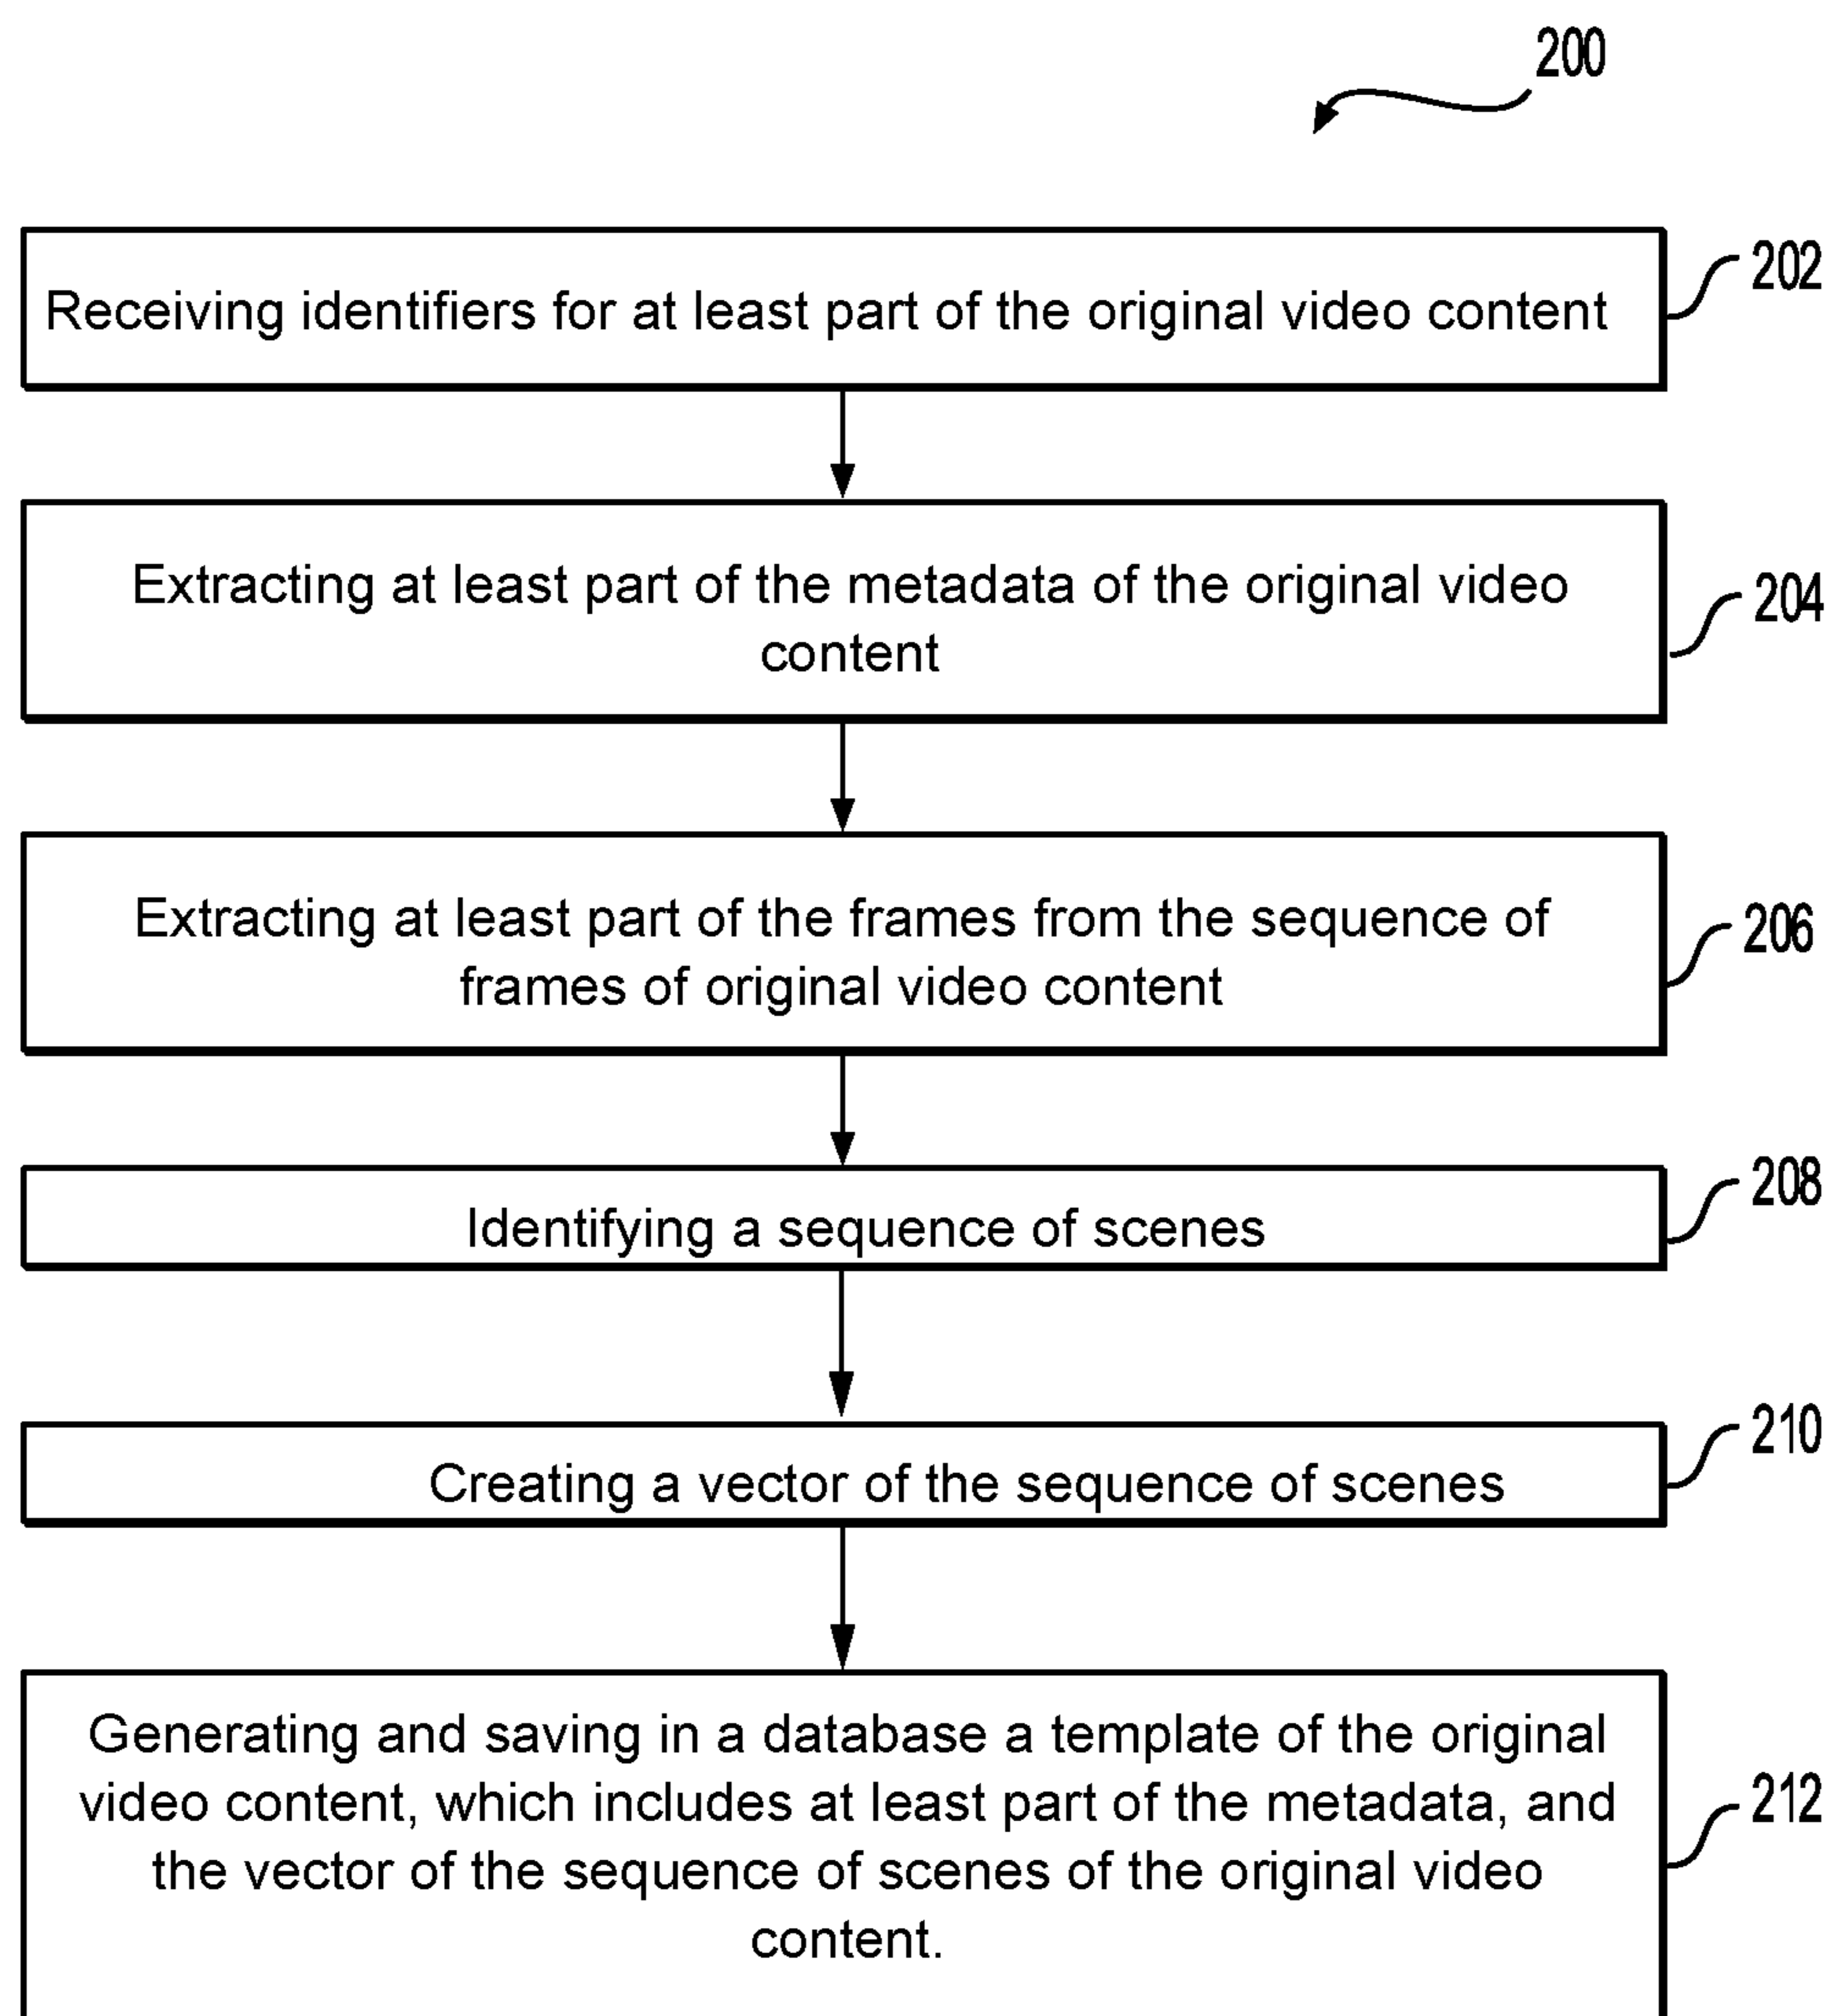 200
Receiving identifiers for at least part of the original video content
202
Extracting at least part of the metadata of the original video
content
204
Extracting at least part of the frames from the sequence of
frames of original video content
206
Identifying a sequence of scenes
208
Creating a vector of the sequence of scenes
210
Generating and saving in a database a template of the original
video content, which includes at least part of the metadata, and
the vector of the sequence of scenes of the original video
content.
212